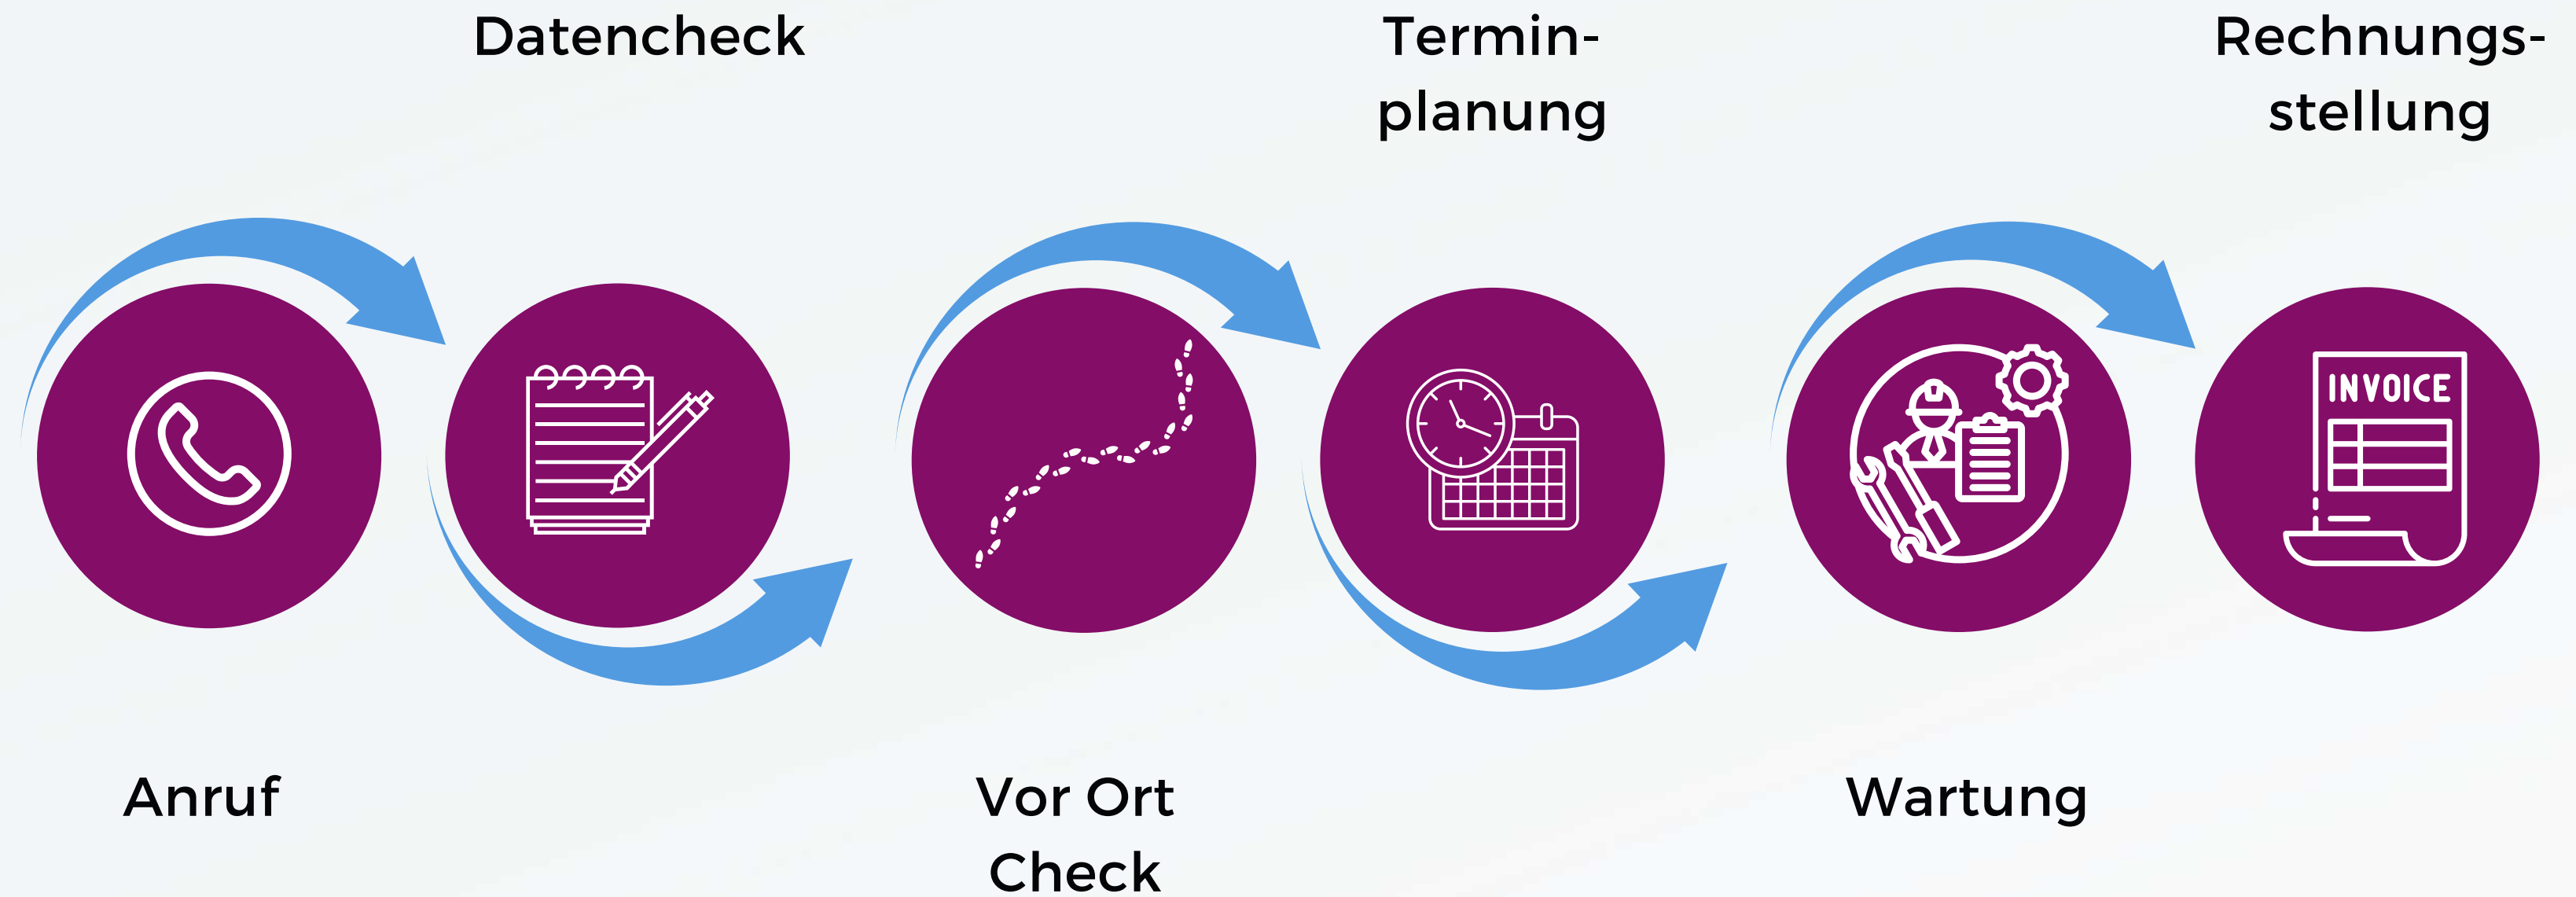 Datencheck
Termin-
planung
Rechnungs-
stellung
INVOICE
Anruf
Vor Ort
Check
Wartung